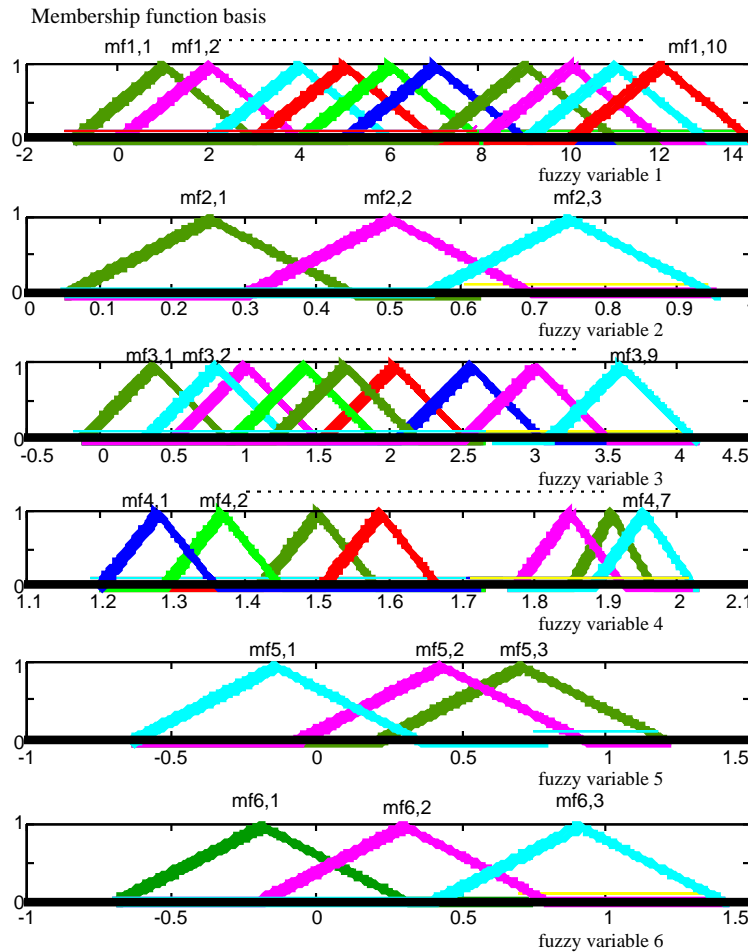 Membership function basis
mf1,1 mf1,2 mf1,10
1
0
-2 0 2 4 6 8 10 12 14
fuzzy variable 1
mf2,1 mf2,2 mf2,3
1
0
0 0.1 0.2 0.3 0.4 0.5 0.6 0.7 0.8 0.9 1
fuzzy variable 2
mf3,1 mf3,2 mf3,9
1
0
-0.5 0 0.5 1 1.5 2 2.5 3 3.5 4 4.5
fuzzy variable 3
mf4,1 mf4,2 mf4,7
1
0
1.1 1.2 1.3 1.4 1.5 1.6 1.7 1.8 1.9 2 2.1
fuzzy variable 4
mf5,1 mf5,2 mf5,3
1
0
-1 -0.5 0 0.5 1 1.5
fuzzy variable 5
mf6,1 mf6,2 mf6,3
1
0
-1 -0.5 0 0.5 1 1.5
fuzzy variable 6